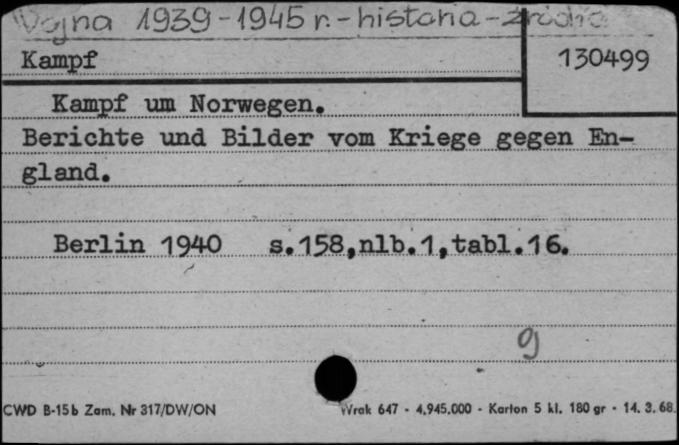 Wojna 1939-1945 r. - historia - źródła
Kampf
130499
Kampf um Norwegen.
Berichte und Bilder vom Kriege gegen En-
gland.
Berlin 1940 s.158,nlb.1,tabl.16.
g
CWD B-15b Zam. Nr 317/DW/ON
Wrak 647 - 4.945.000 - Karton 5 kl. 180 gr - 14. 3. 68.